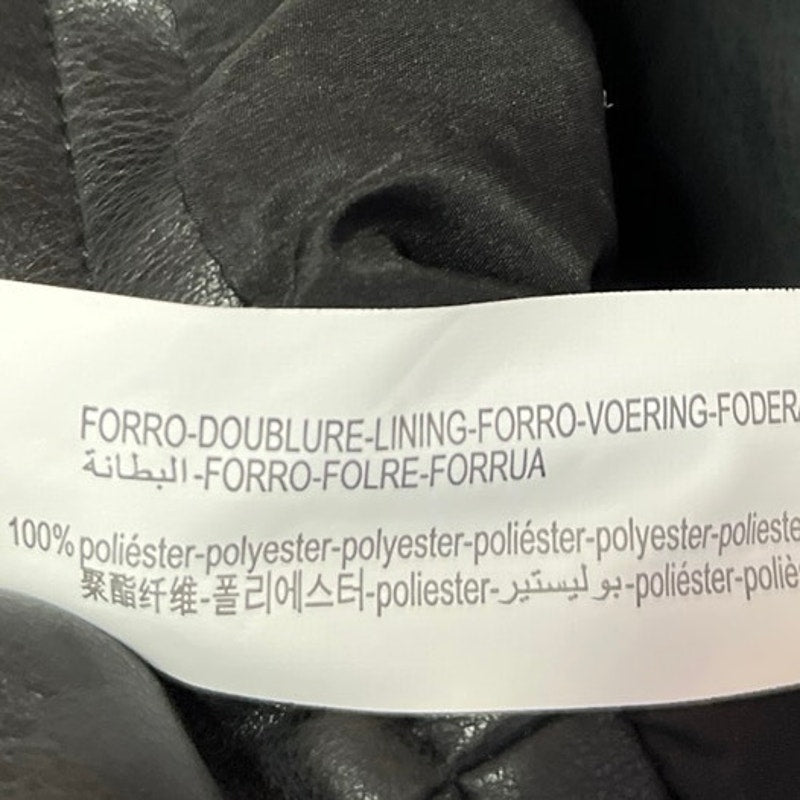 FORRO-DOUBLURE-LINING-FORRO-VOERING-FODERA
البطانة-FORRO-FOLRE-FORRUA
100% poliéster-polyester-polyester-poliéster-polyester-polieste
聚酯纤维-폴리에스터-poliester-بوليستير-poliéster-poliè